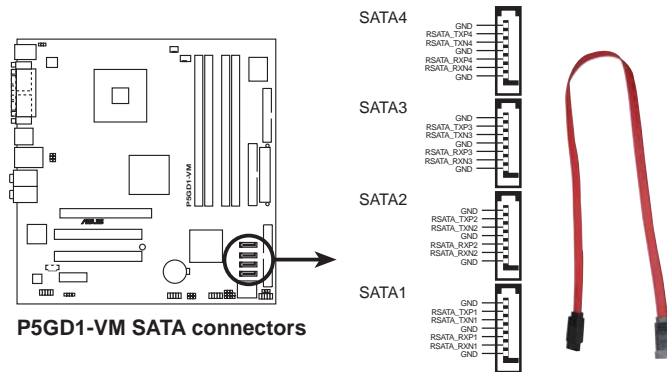 SATA4
GND
RSATA_TXP4
RSATA_TXN4
GND
RSATA_RXP4
RSATA_RXN4
GND
SATA3
GND
RSATA_TXP3
RSATA_TXN3
GND
RSATA_RXP3
RSATA_RXN3
GND
SATA2
GND
RSATA_TXP2
RSATA_TXN2
GND
RSATA_RXP2
RSATA_RXN2
GND
SATA1
GND
RSATA_TXP1
RSATA_TXN1
GND
RSATA_RXP1
RSATA_RXN1
GND
P5GD1-VM
ASUS
P5GD1-VM SATA connectors